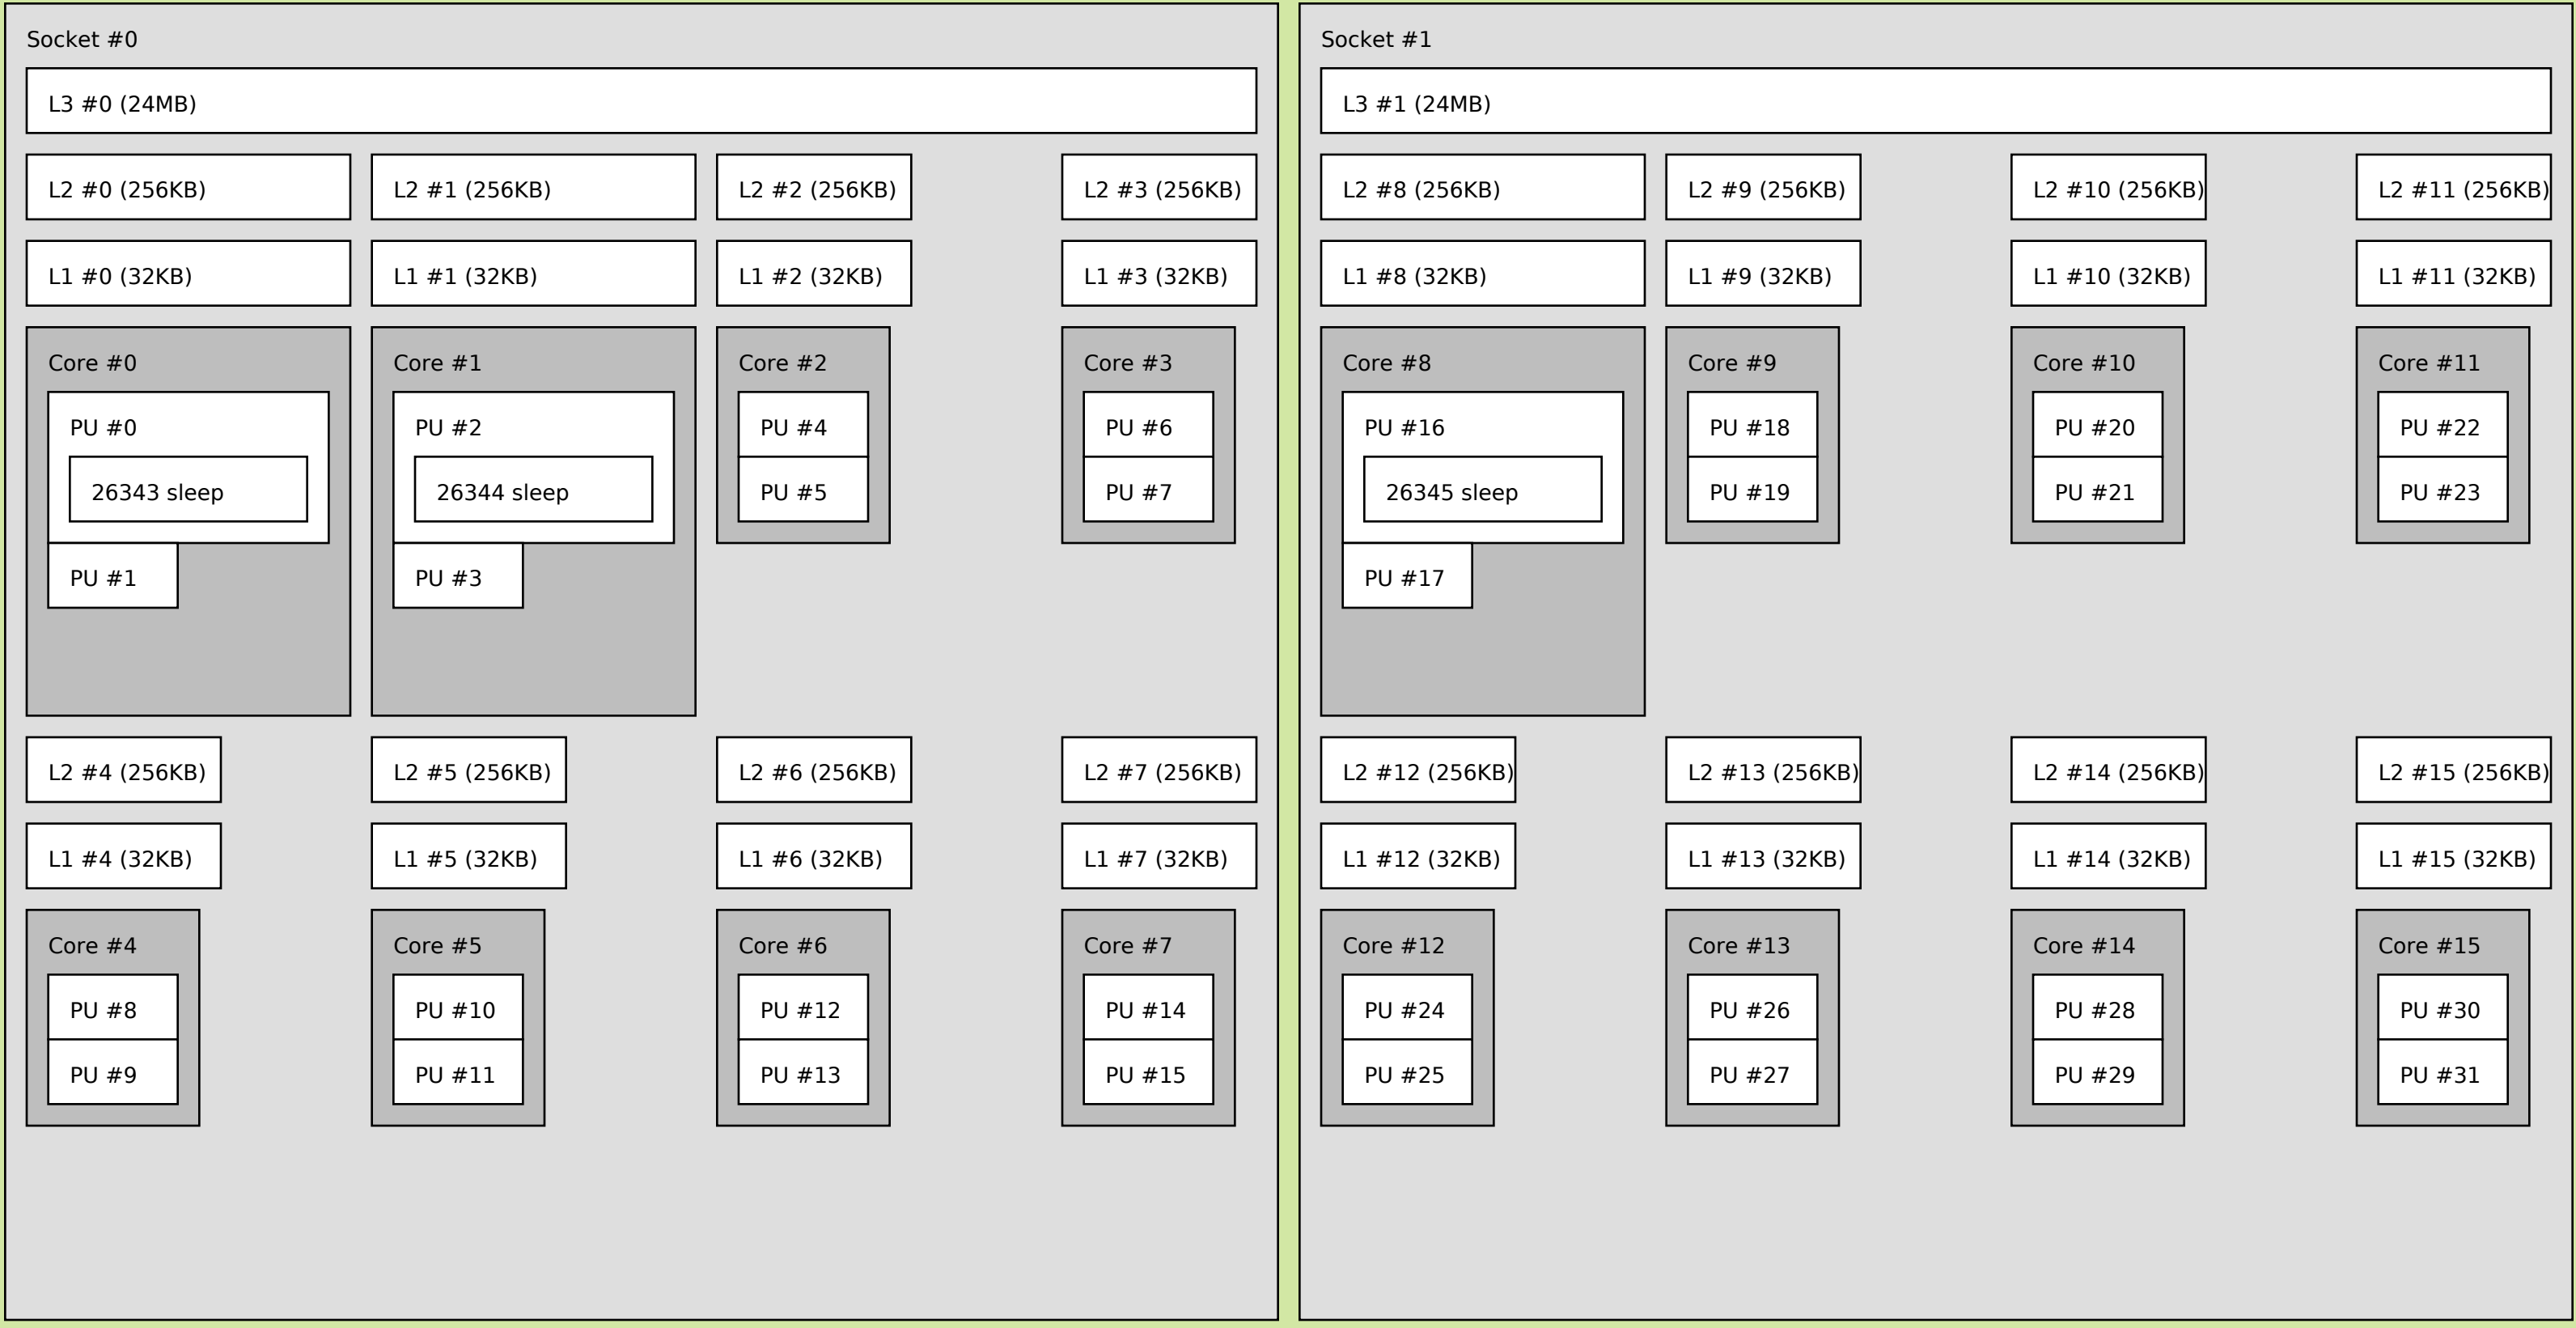 Socket #0
L3 #0 (24MB)
L2 #0 (256KB)
L2 #1 (256KB)
L2 #2 (256KB)
L2 #3 (256KB)
L1 #0 (32KB)
L1 #1 (32KB)
L1 #2 (32KB)
L1 #3 (32KB)
Core #0
PU #0
26343 sleep
PU #1
Core #1
PU #2
26344 sleep
PU #3
Core #2
PU #4
PU #5
Core #3
PU #6
PU #7
L2 #4 (256KB)
L2 #5 (256KB)
L2 #6 (256KB)
L2 #7 (256KB)
L1 #4 (32KB)
L1 #5 (32KB)
L1 #6 (32KB)
L1 #7 (32KB)
Core #4
PU #8
PU #9
Core #5
PU #10
PU #11
Core #6
PU #12
PU #13
Core #7
PU #14
PU #15
Socket #1
L3 #1 (24MB)
L2 #8 (256KB)
L2 #9 (256KB)
L2 #10 (256KB)
L2 #11 (256KB)
L1 #8 (32KB)
L1 #9 (32KB)
L1 #10 (32KB)
L1 #11 (32KB)
Core #8
PU #16
26345 sleep
PU #17
Core #9
PU #18
PU #19
Core #10
PU #20
PU #21
Core #11
PU #22
PU #23
L2 #12 (256KB)
L2 #13 (256KB)
L2 #14 (256KB)
L2 #15 (256KB)
L1 #12 (32KB)
L1 #13 (32KB)
L1 #14 (32KB)
L1 #15 (32KB)
Core #12
PU #24
PU #25
Core #13
PU #26
PU #27
Core #14
PU #28
PU #29
Core #15
PU #30
PU #31